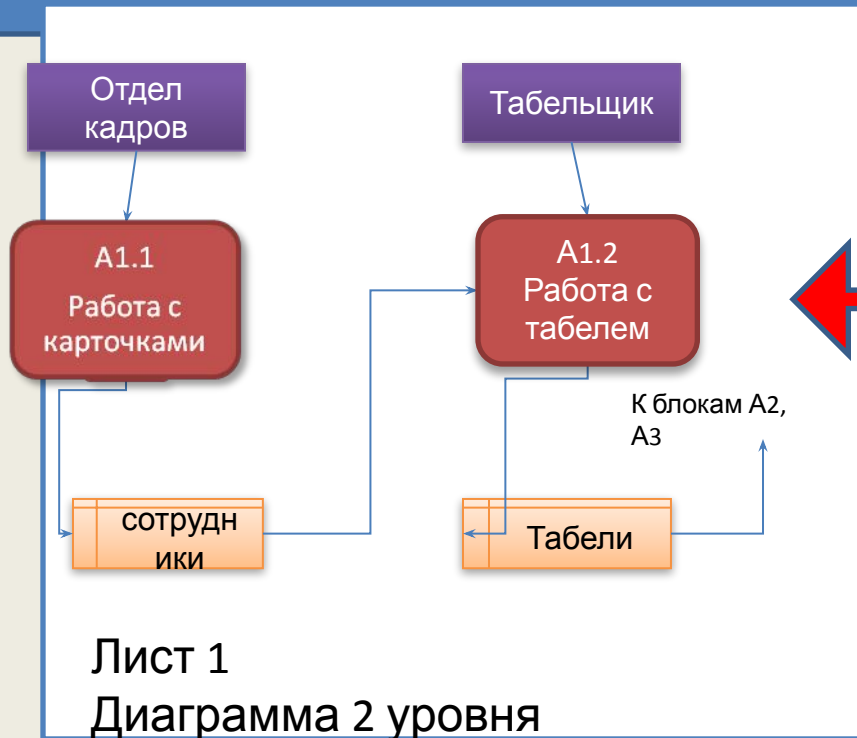 Отдел
кадров
Табельщик
А1.1
Работа с
карточками
А1.2
Работа с
табелем
К блокам А2,
А3
сотрудн
ики
Табели
Лист 1
Диаграмма 2 уровня